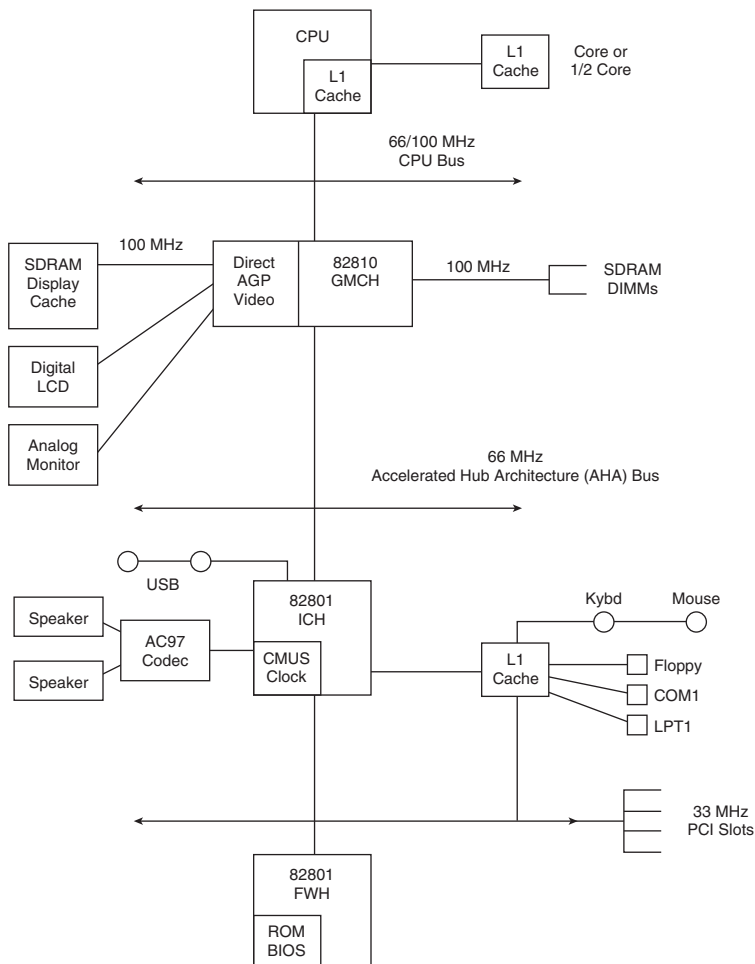 CPU
L1
Cache
L1
Cache
Core or
1/2 Core
66/100 MHz
CPU Bus
100 MHz
SDRAM
Display
Cache
Direct
AGP
Video
82810
GMCH
100 MHz
SDRAM
DIMMs
Digital
LCD
Analog
Monitor
66 MHz
Accelerated Hub Architecture (AHA) Bus
USB
82801
ICH
CMUS
Clock
Speaker
Speaker
AC97
Codec
Kybd
Mouse
L1
Cache
Floppy
COM1
LPT1
33 MHz
PCI Slots
82801
FWH
ROM
BIOS